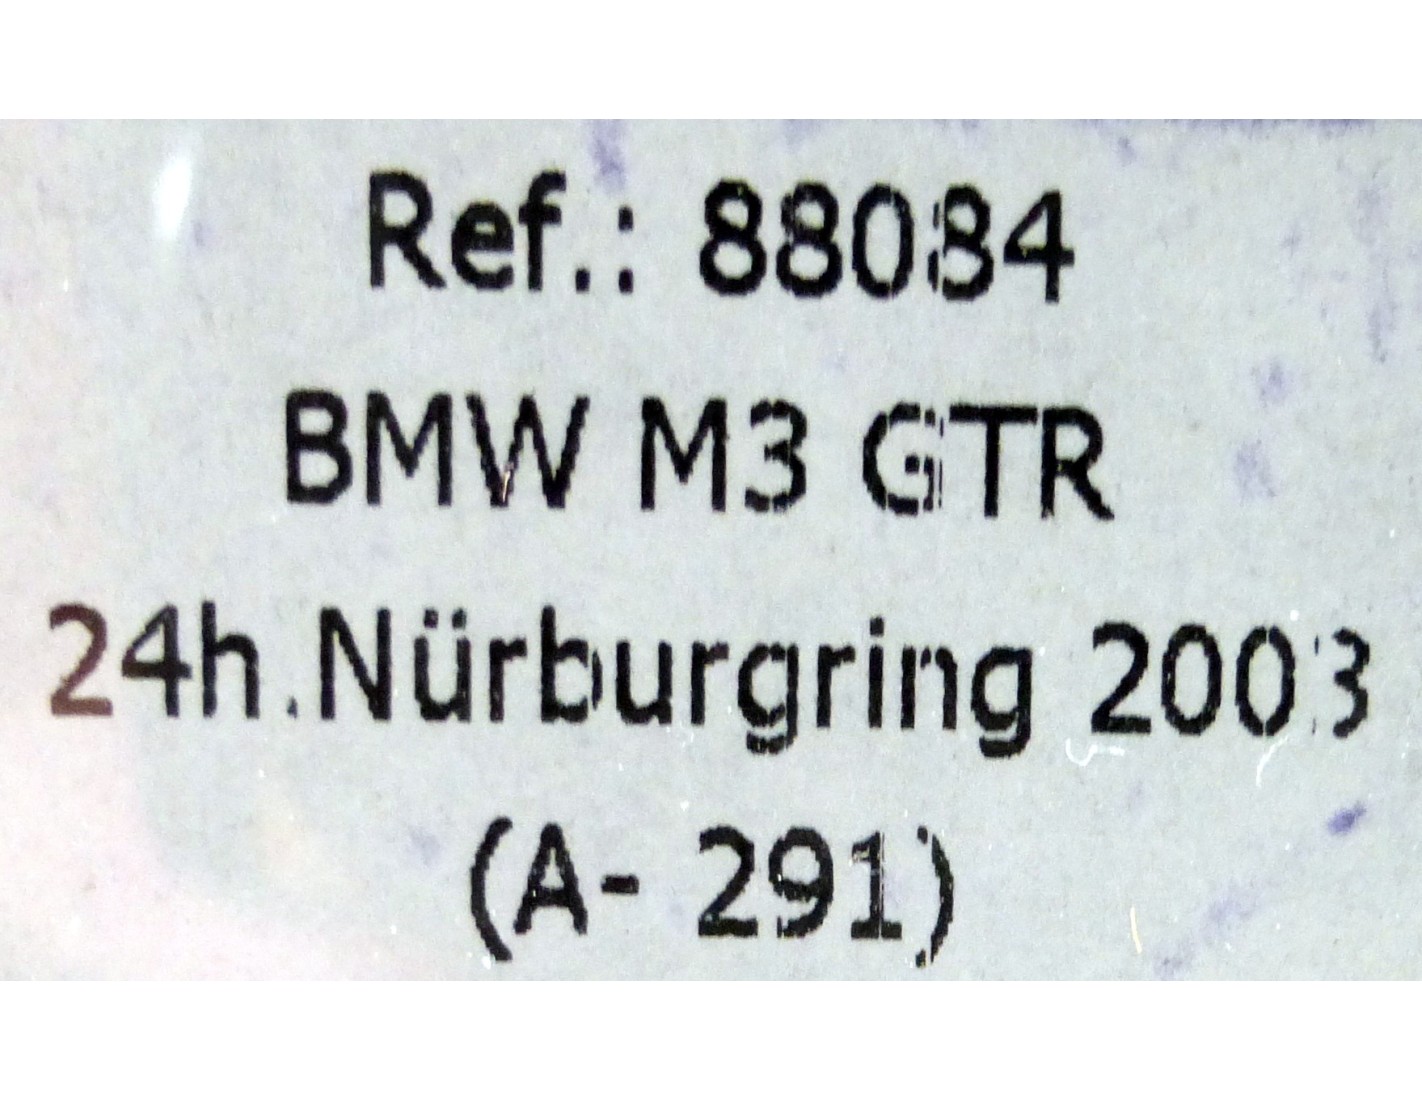 Ref.: 88084
BMW M3 GTR
24h.Nürburgring 2003
(A- 291)